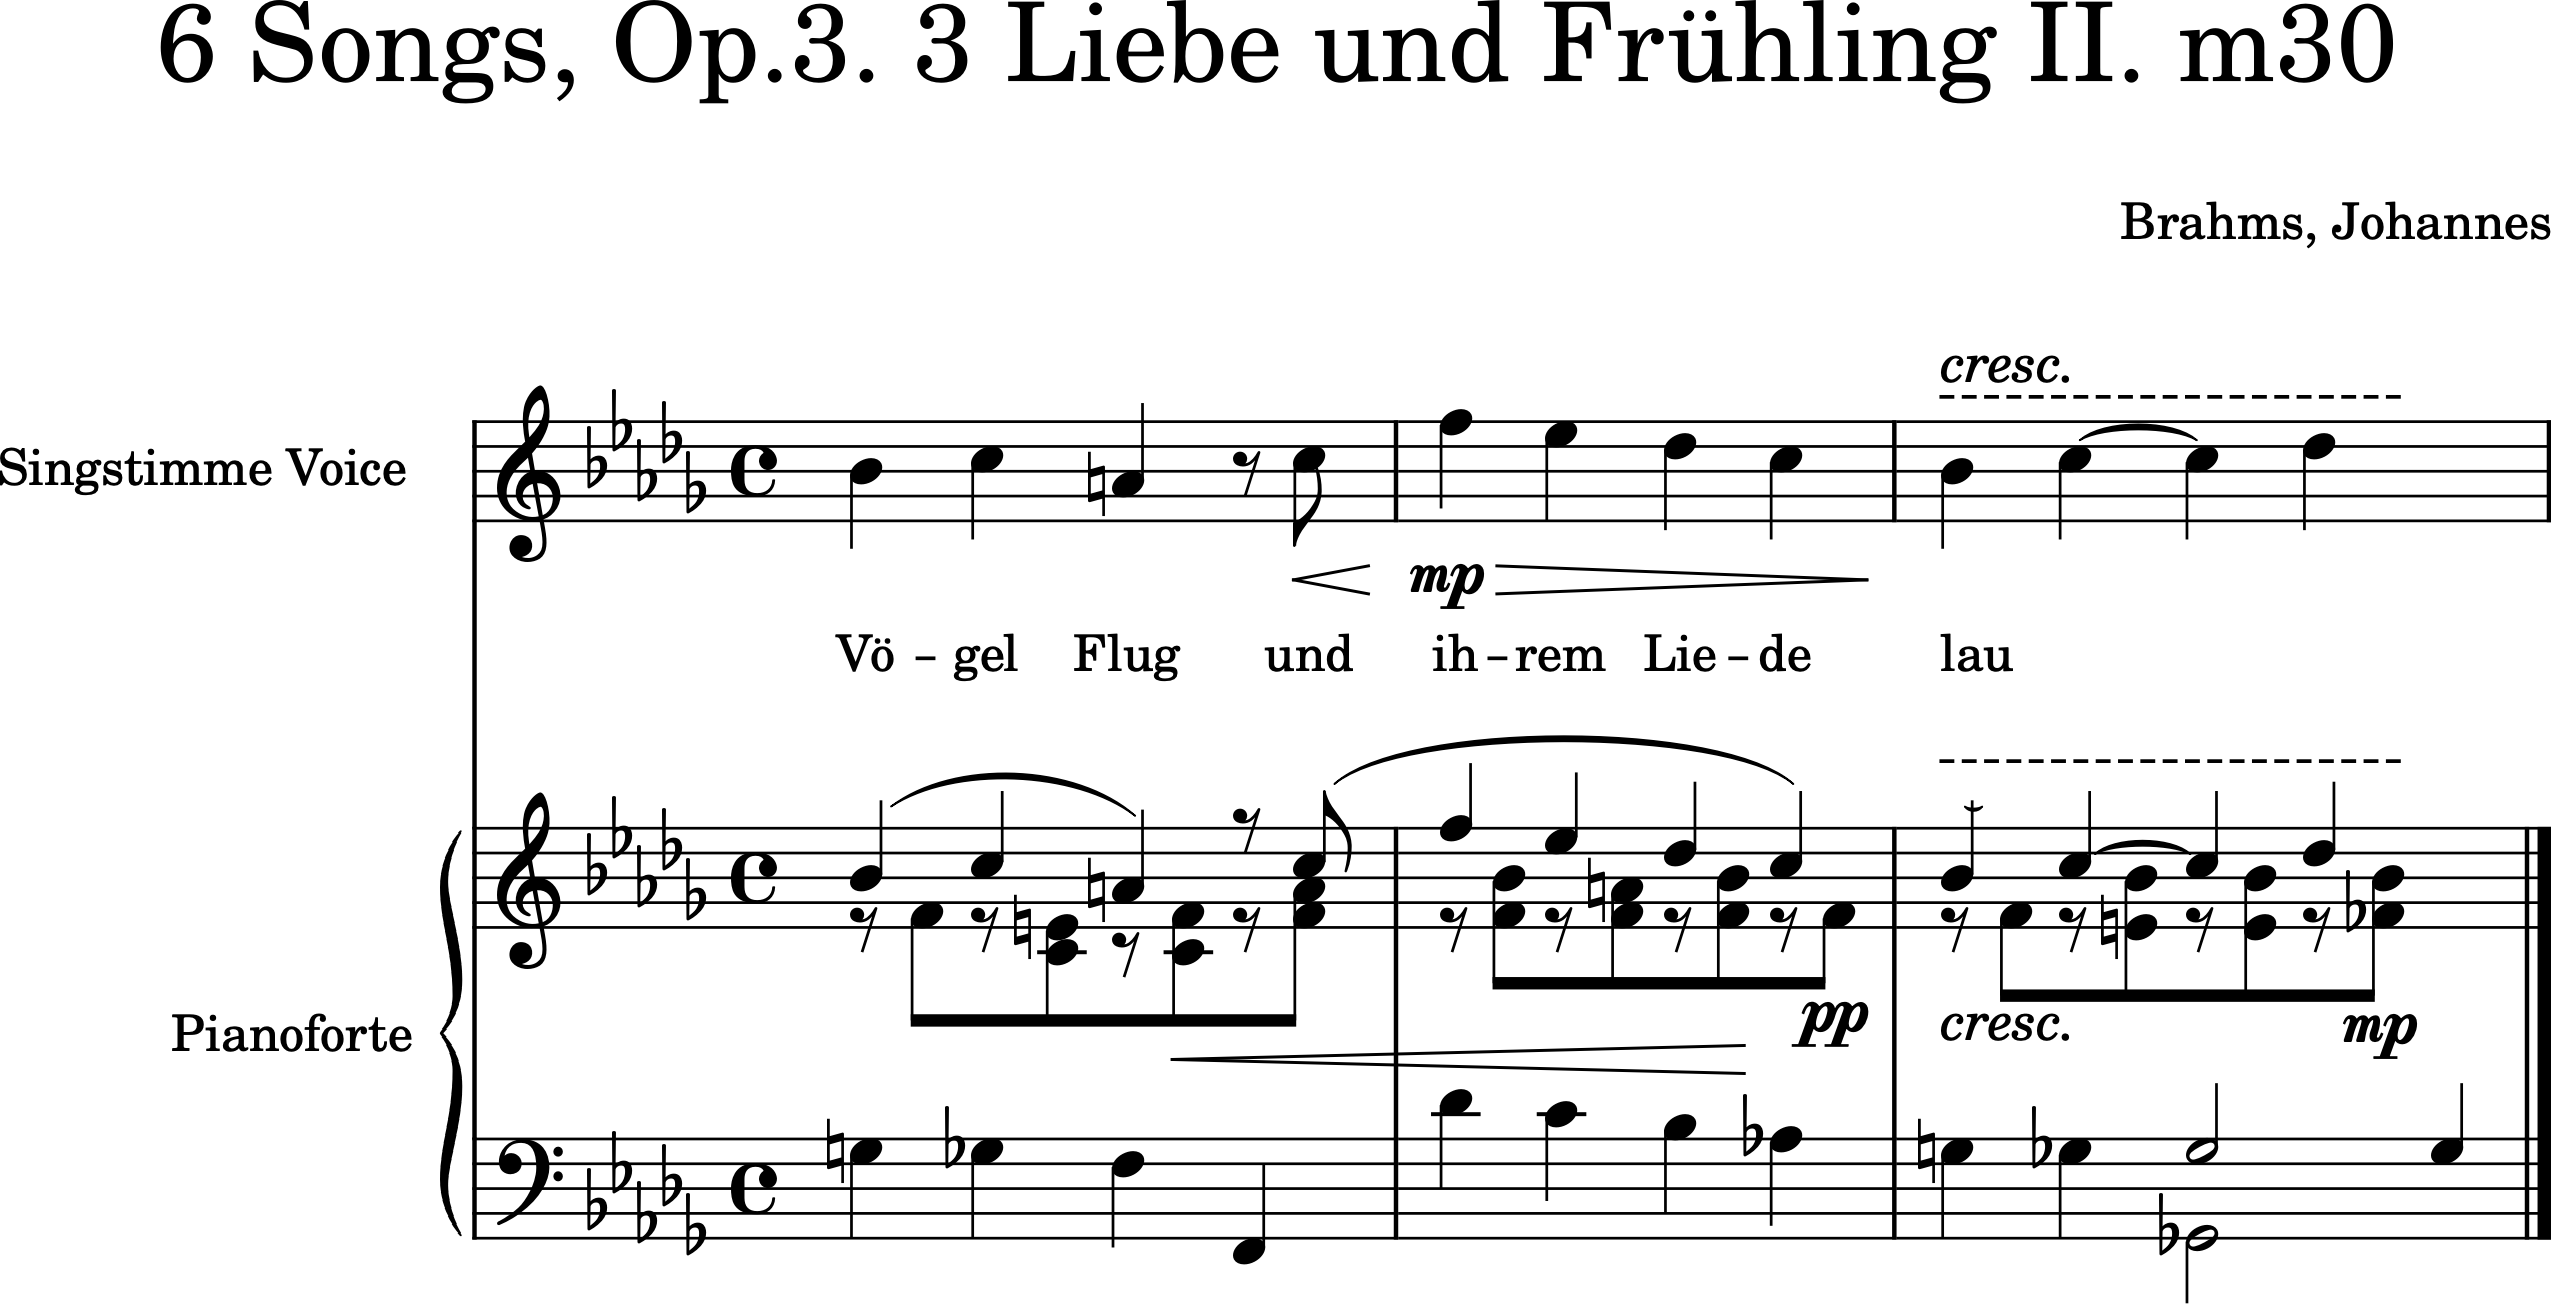 6 Songs, Op.3. 3 Liebe und Frühling II. m30
Brahms, Johannes
cresc.
Singstimme Voice
mp
Vö - gel Flug und ih - rem Lie - de lau
Pianoforte
pp cresc. mp